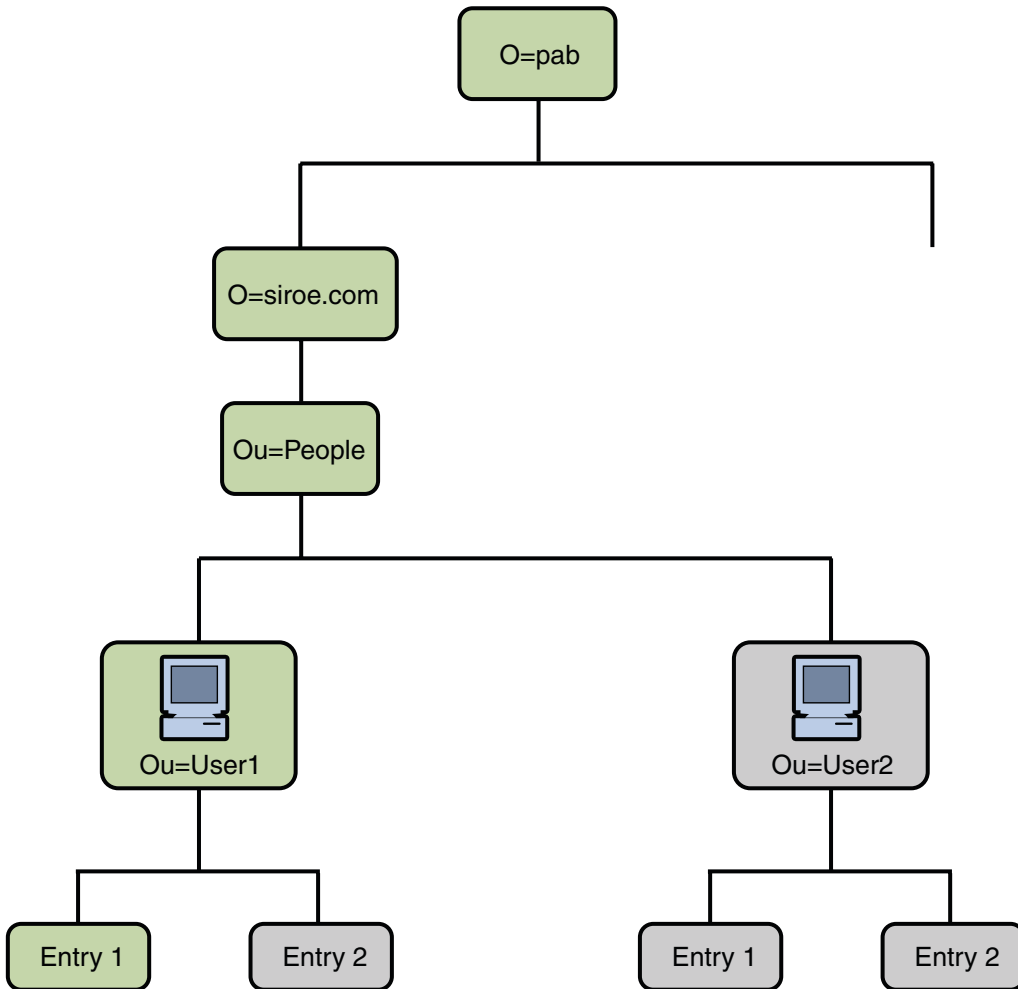 O=pab
O=siroe.com
Ou=People
Ou=User1
Ou=User2
Entry 1
Entry 2
Entry 1
Entry 2